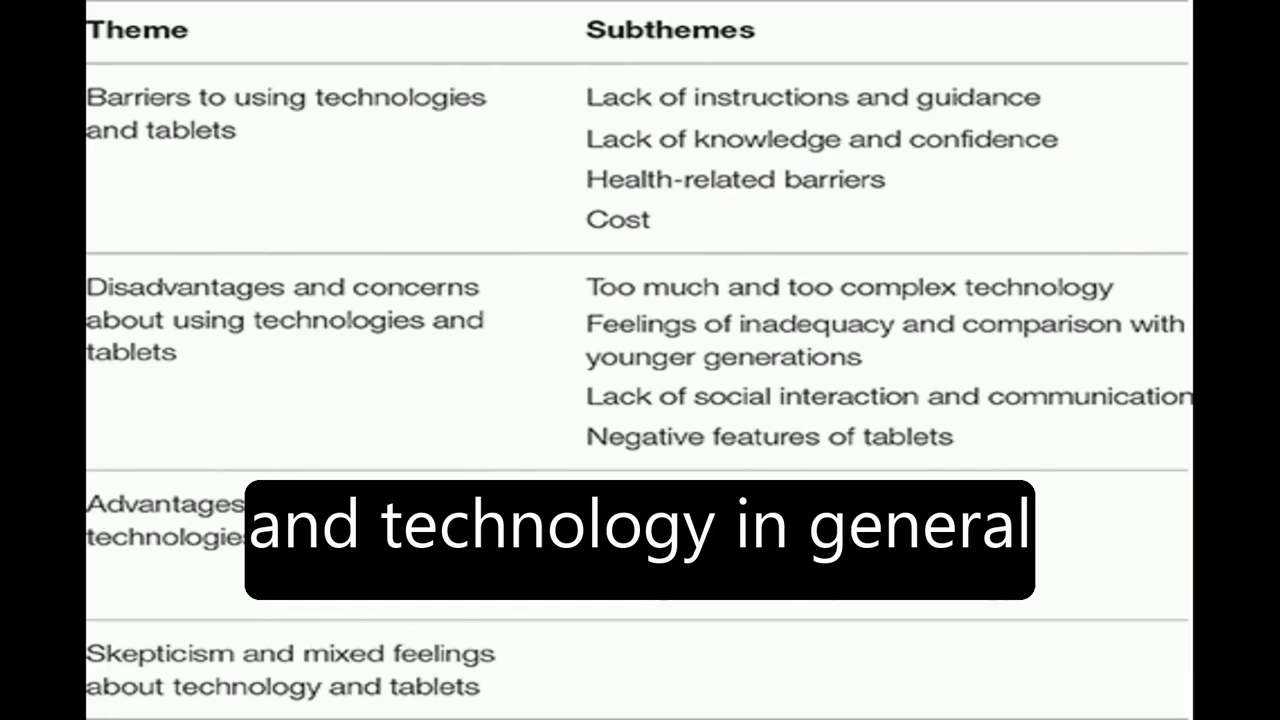 Theme Subthemes
Barriers to using technologies Lack of instructions and guidance
and tablets
Lack of knowledge and confidence
Health-related barriers
Cost
Disadvantages and concerns Too much and too complex technology
about using technologies and Feelings of inadequacy and comparison with
tablets younger generations
Lack of social interaction and communication
Negative features of tablets
Advantages
technologie
and technology in general
Skepticism and mixed feelings
about technology and tablets